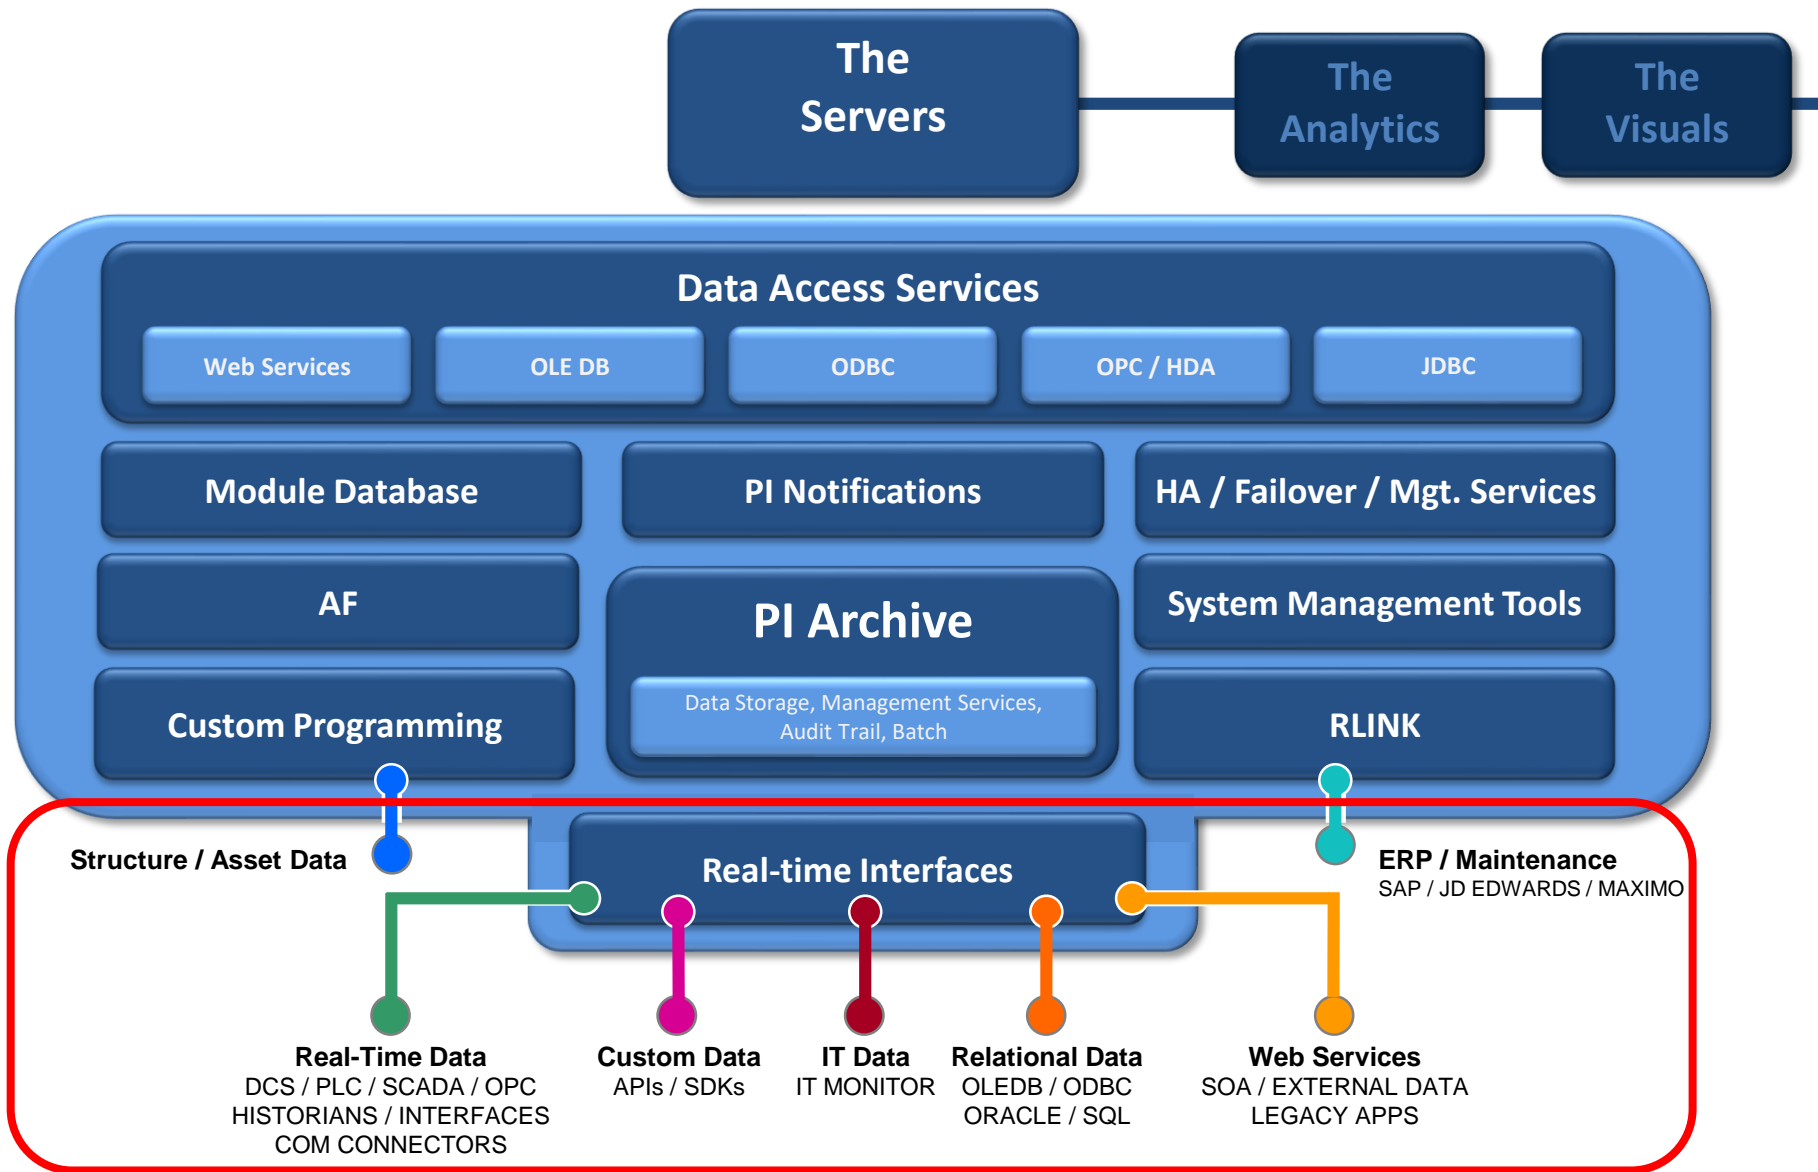 The
Servers
The
Analytics
The
Visuals
Data Access Services
Web Services
OLE DB
ODBC
OPC / HDA
JDBC
Module Database
PI Notifications
HA / Failover / Mgt. Services
AF
PI Archive
System Management Tools
Data Storage, Management Services,
Audit Trail, Batch
Custom Programming
RLINK
Structure / Asset Data
Real-time Interfaces
ERP / Maintenance
SAP / JD EDWARDS / MAXIMO
Real-Time Data
DCS / PLC / SCADA / OPC
HISTORIANS / INTERFACES
COM CONNECTORS
Custom Data
APIs / SDKs
IT Data
IT MONITOR
Relational Data
OLEDB / ODBC
ORACLE / SQL
Web Services
SOA / EXTERNAL DATA
LEGACY APPS